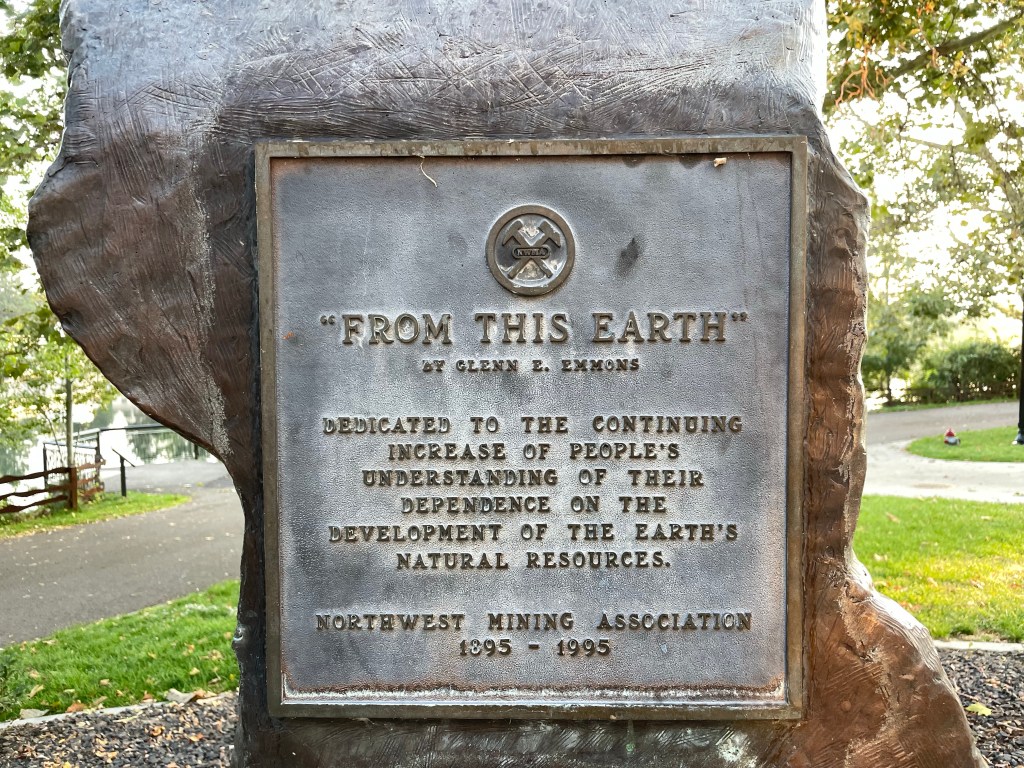 N.W.M.A.
"FROM THIS EARTH"
BY GLENN E. EMMONS
DEDICATED TO THE CONTINUING
INCREASE OF PEOPLE'S
UNDERSTANDING OF THEIR
DEPENDENCE ON THE
DEVELOPMENT OF THE EARTH'S
NATURAL RESOURCES.
NORTHWEST MINING ASSOCIATION
1895 - 1995